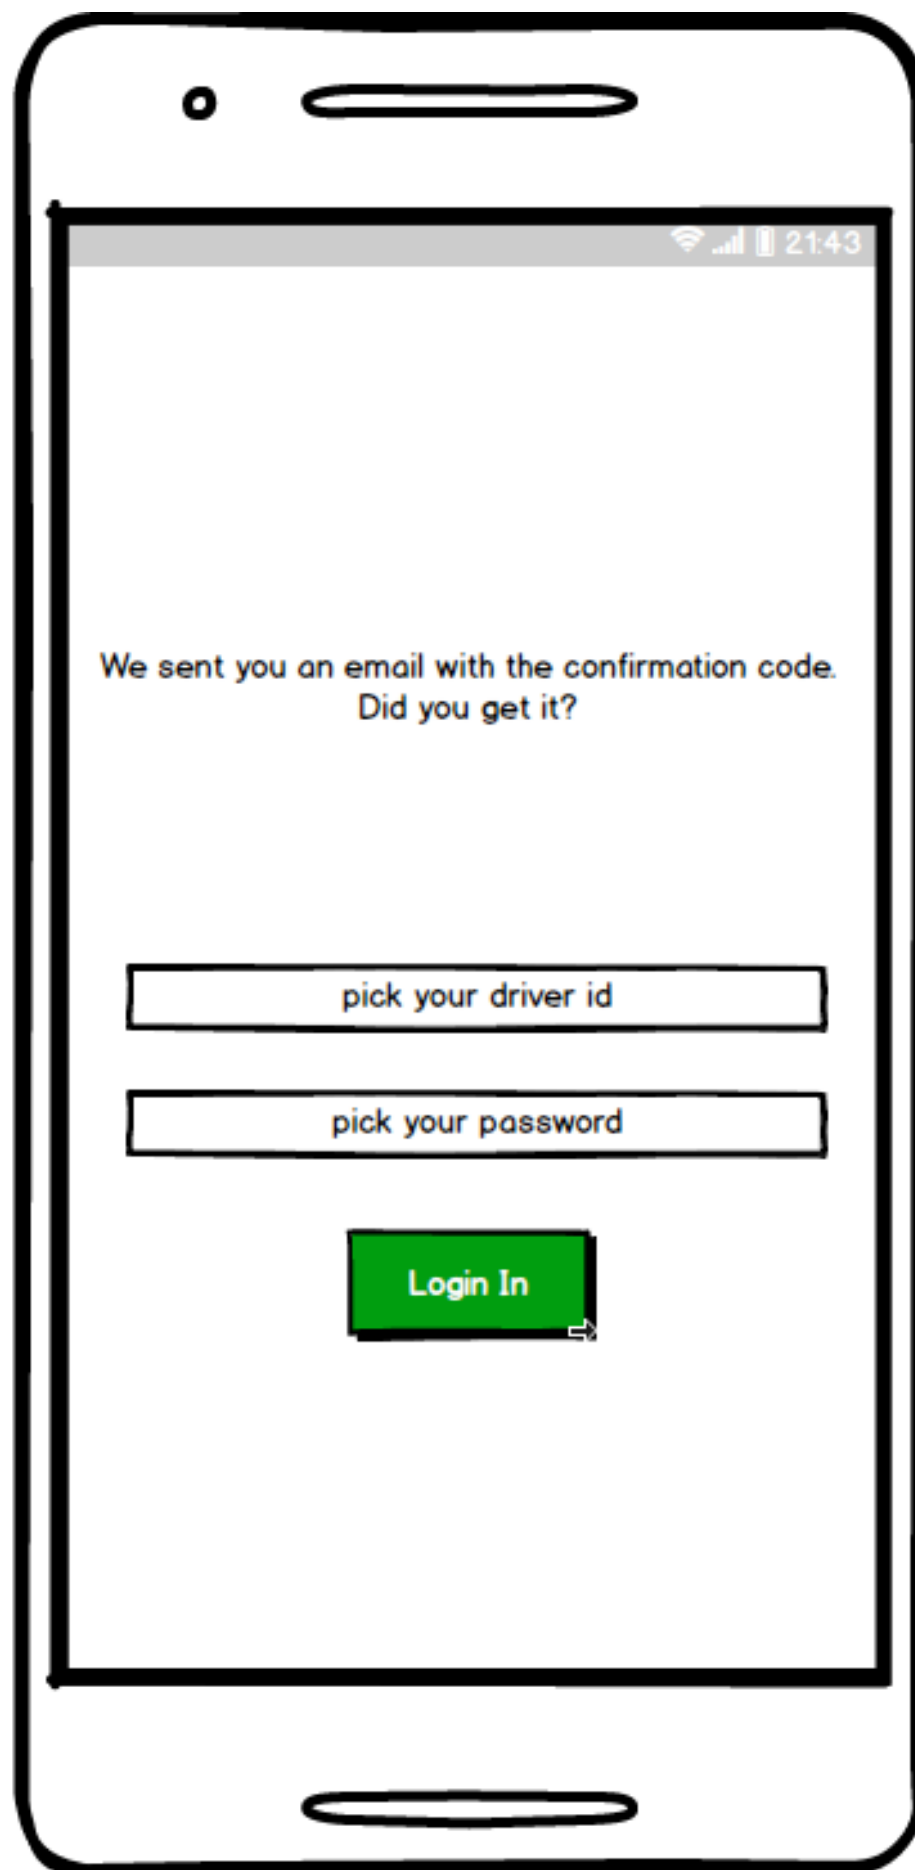 21:43
We sent you an email with the confirmation code.
Did you get it?
pick your driver id
pick your password
Login In